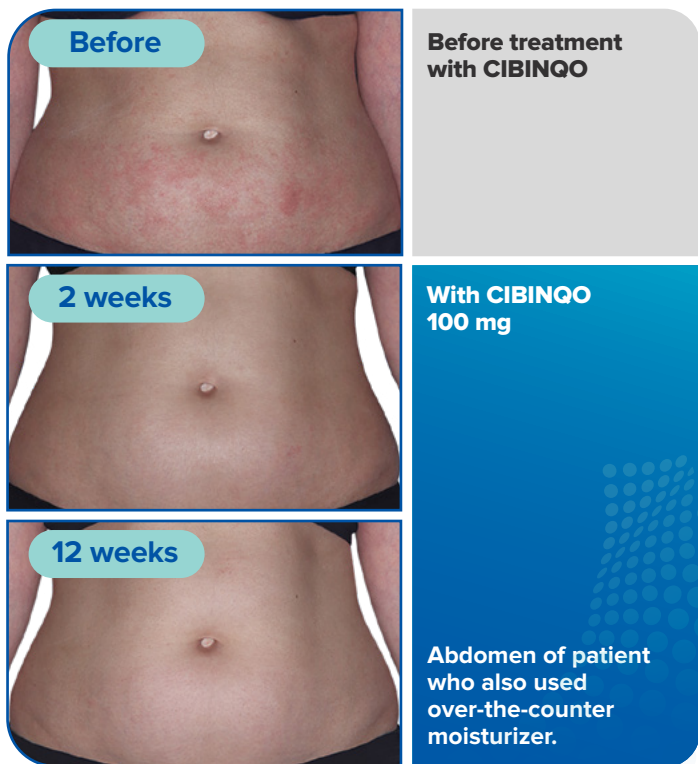 Before
Before treatment
with CIBINQO
2 weeks
With CIBINQO
100 mg
12 weeks
Abdomen of patient
who also used
over-the-counter
moisturizer.